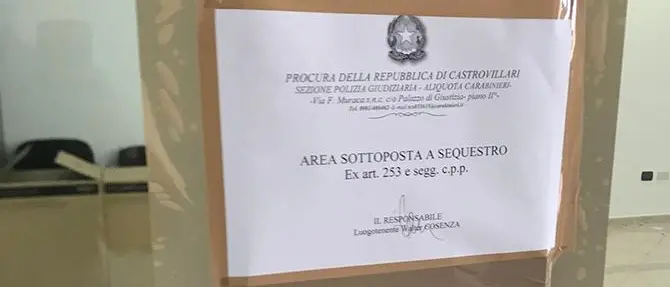 PROCURA DELLA REPUBBLICA DI CASTROVILLARI
SEZIONE POLIZIA GIUDIZIARIA - ALIQUOTA CARABINIERI-
-Via F. Muraca s.n.c. c/o Palazzo di Giustizia- piano II°-
AREA SOTTOPOSTA A SEQUESTRO
Ex art. 253 e segg. c.p.p.
IL RESPONSABILE
Luogotenente Walter COSENZA